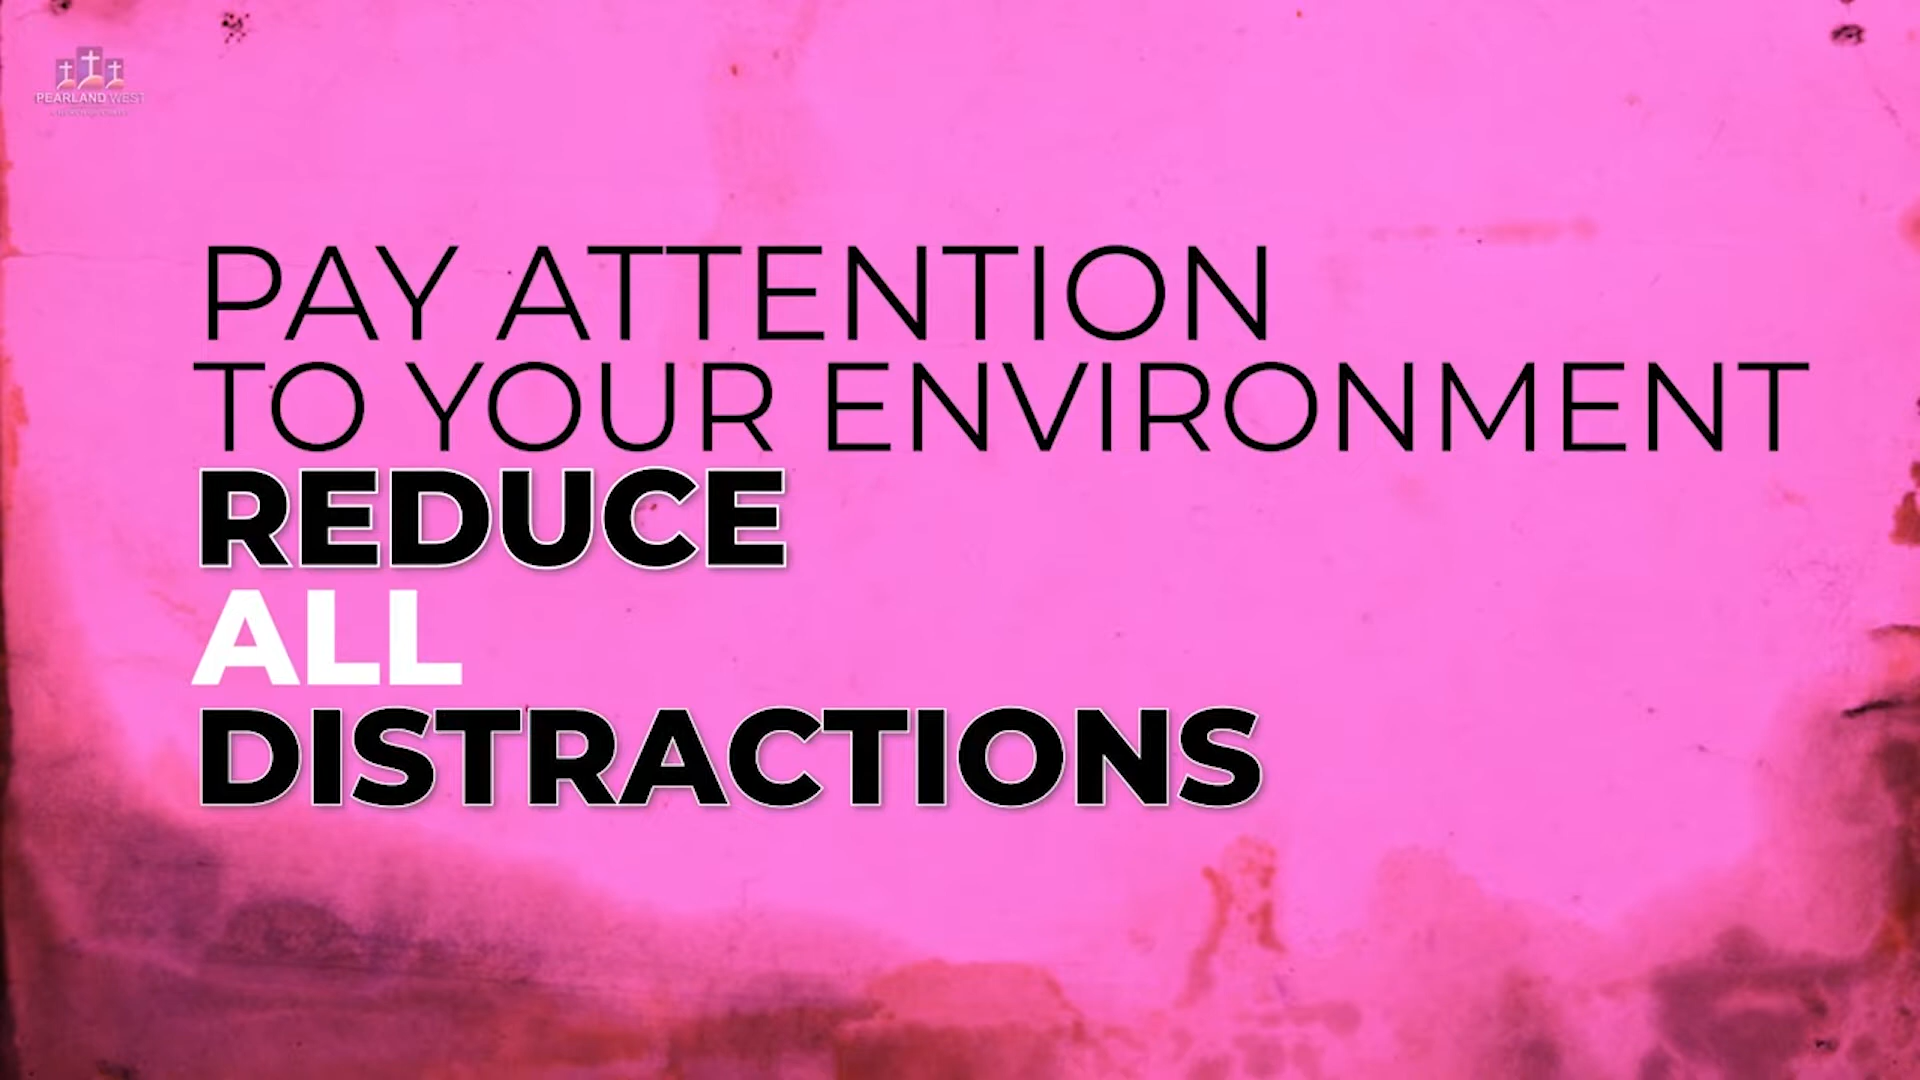 PEARLAND WEST
PAY ATTENTION
TO YOUR ENVIRONMENT
REDUCE
ALL
DISTRACTIONS